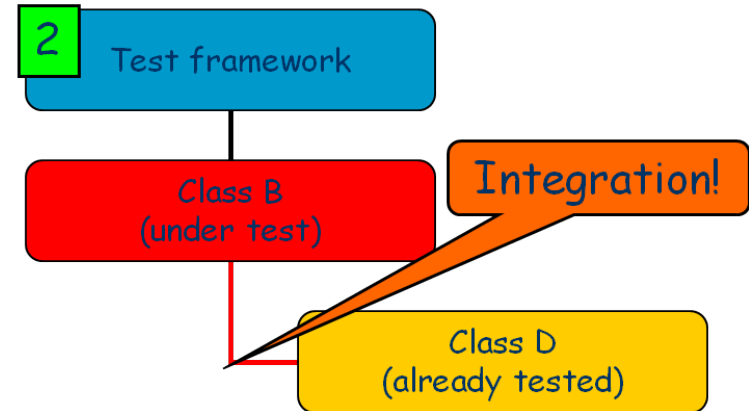 2
Test framework
Class B
(under test)
Integration!
Class D
(already tested)